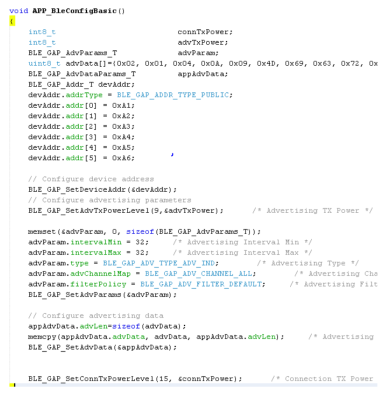 void APP_BleConfigBasic()
{
int8_t connTxPower;
int8_t advTxPower;
BLE_GAP_AdvParams_T advParam;
uint8_t advData[]={0x02, 0x01, 0x04, 0x0A, 0x09, 0x4D, 0x69, 0x63, 0x72, 0x
BLE_GAP_AdvDataParams_T appAdvData;
BLE_GAP_Addr_T devAddr;
devAddr.addrType = BLE_GAP_ADDR_TYPE_PUBLIC;
devAddr.addr[0] = 0xA1;
devAddr.addr[1] = 0xA2;
devAddr.addr[2] = 0xA3;
devAddr.addr[3] = 0xA4;
devAddr.addr[4] = 0xA5;
devAddr.addr[5] = 0xA6;
// Configure device address
BLE_GAP_SetDeviceAddr(&devAddr);
// Configure advertising parameters
BLE_GAP_SetAdvTxPowerLevel(9,&advTxPower); /* Advertising TX Power */
memset(&advParam, 0, sizeof(BLE_GAP_AdvParams_T));
advParam.intervalMin = 32; /* Advertising Interval Min */
advParam.intervalMax = 32; /* Advertising Interval Max */
advParam.type = BLE_GAP_ADV_TYPE_ADV_IND; /* Advertising Type */
advParam.advChannelMap = BLE_GAP_ADV_CHANNEL_ALL; /* Advertising Cha
advParam.filterPolicy = BLE_GAP_ADV_FILTER_DEFAULT; /* Advertising Filt
BLE_GAP_SetAdvParams(&advParam);
// Configure advertising data
appAdvData.advLen=sizeof(advData);
memcpy(appAdvData.advData, advData, appAdvData.advLen); /* Advertising
BLE_GAP_SetAdvData(&appAdvData);
BLE_GAP_SetConnTxPowerLevel(15, &connTxPower); /* Connection TX Power